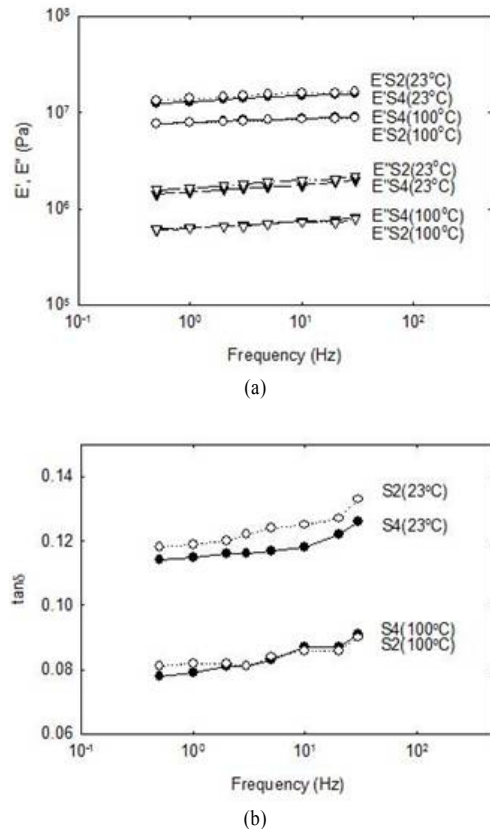 10⁸
E'S2(23°C)
10⁷
E'S4(23°C)
E'S4(100°C)
E'S2(100°C)
E', E" (Pa)
E"S2(23°C)
E"S4(23°C)
10⁶
E"S4(100°C)
E"S2(100°C)
10⁵
10⁻¹ 10⁰ 10¹ 10²
Frequency (Hz)
(a)
0.14
S2(23°C)
S4(23°C)
0.12
tanδ
0.10
S4(100°C)
S2(100°C)
0.08
0.06
10⁻¹ 10⁰ 10¹ 10²
Frequency (Hz)
(b)